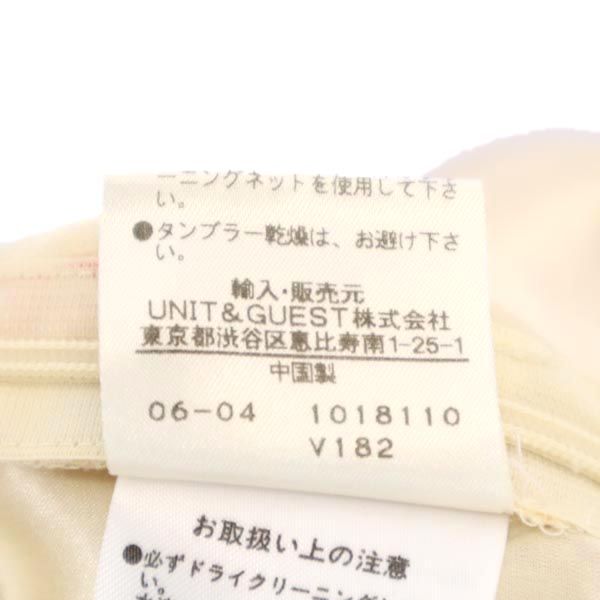 ーニングネットを使用して下さ
い。
●タンブラー乾燥は、お避け下さ
い。
輸入・販売元
UNIT&GUEST株式会社
東京都渋谷区恵比寿南1-25-1
中国製
06-04 1018110
V182
お取扱い上の注意
●必ずドライクリーニング
い。